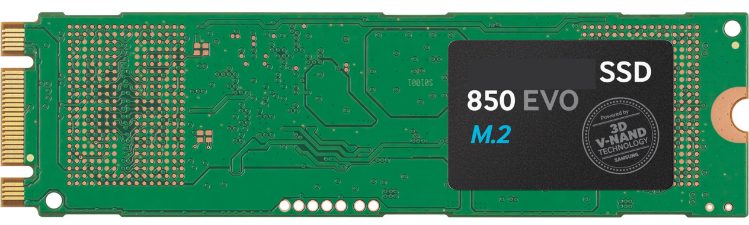 SSD
850 EVO
M.2
Powered by
3D
V-NAND
TECHNOLOGY
SAMSUNG